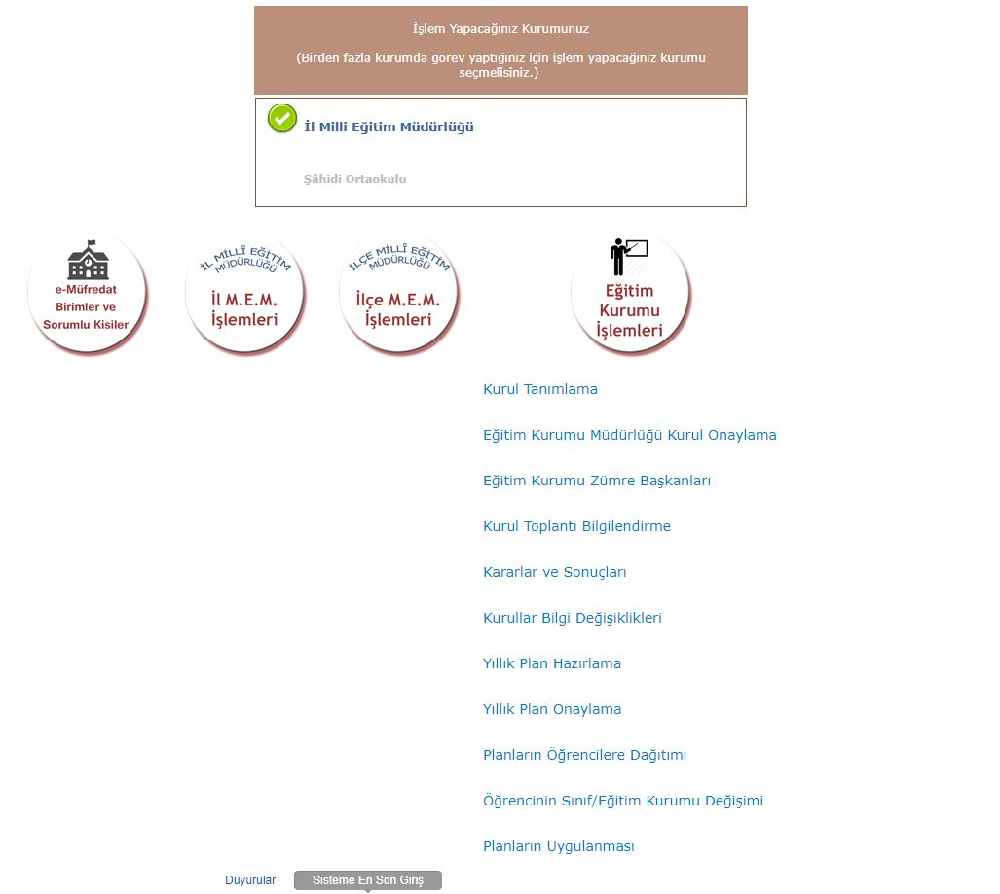 İşlem Yapacağınız Kurumunuz
(Birden fazla kurumda görev yaptığınız için işlem yapacağınız kurumu
seçmelisiniz.)
İl Milli Eğitim Müdürlüğü
Şâhidi Ortaokulu
e-Müfredat
Birimler ve
Sorumlu Kisiler
İL MİLLÎ EĞİTİM
MÜDÜRLÜĞÜ
İl M.E.M.
İşlemleri
İLÇE MİLLÎ EĞİTİM
MÜDÜRLÜĞÜ
İlçe M.E.M.
İşlemleri
Eğitim
Kurumu
İşlemleri
Kurul Tanımlama
Eğitim Kurumu Müdürlüğü Kurul Onaylama
Eğitim Kurumu Zümre Başkanları
Kurul Toplantı Bilgilendirme
Kararlar ve Sonuçları
Kurullar Bilgi Değişiklikleri
Yıllık Plan Hazırlama
Yıllık Plan Onaylama
Planların Öğrencilere Dağıtımı
Öğrencinin Sınıf/Eğitim Kurumu Değişimi
Planların Uygulanması
Duyurular
Sisteme En Son Giriş